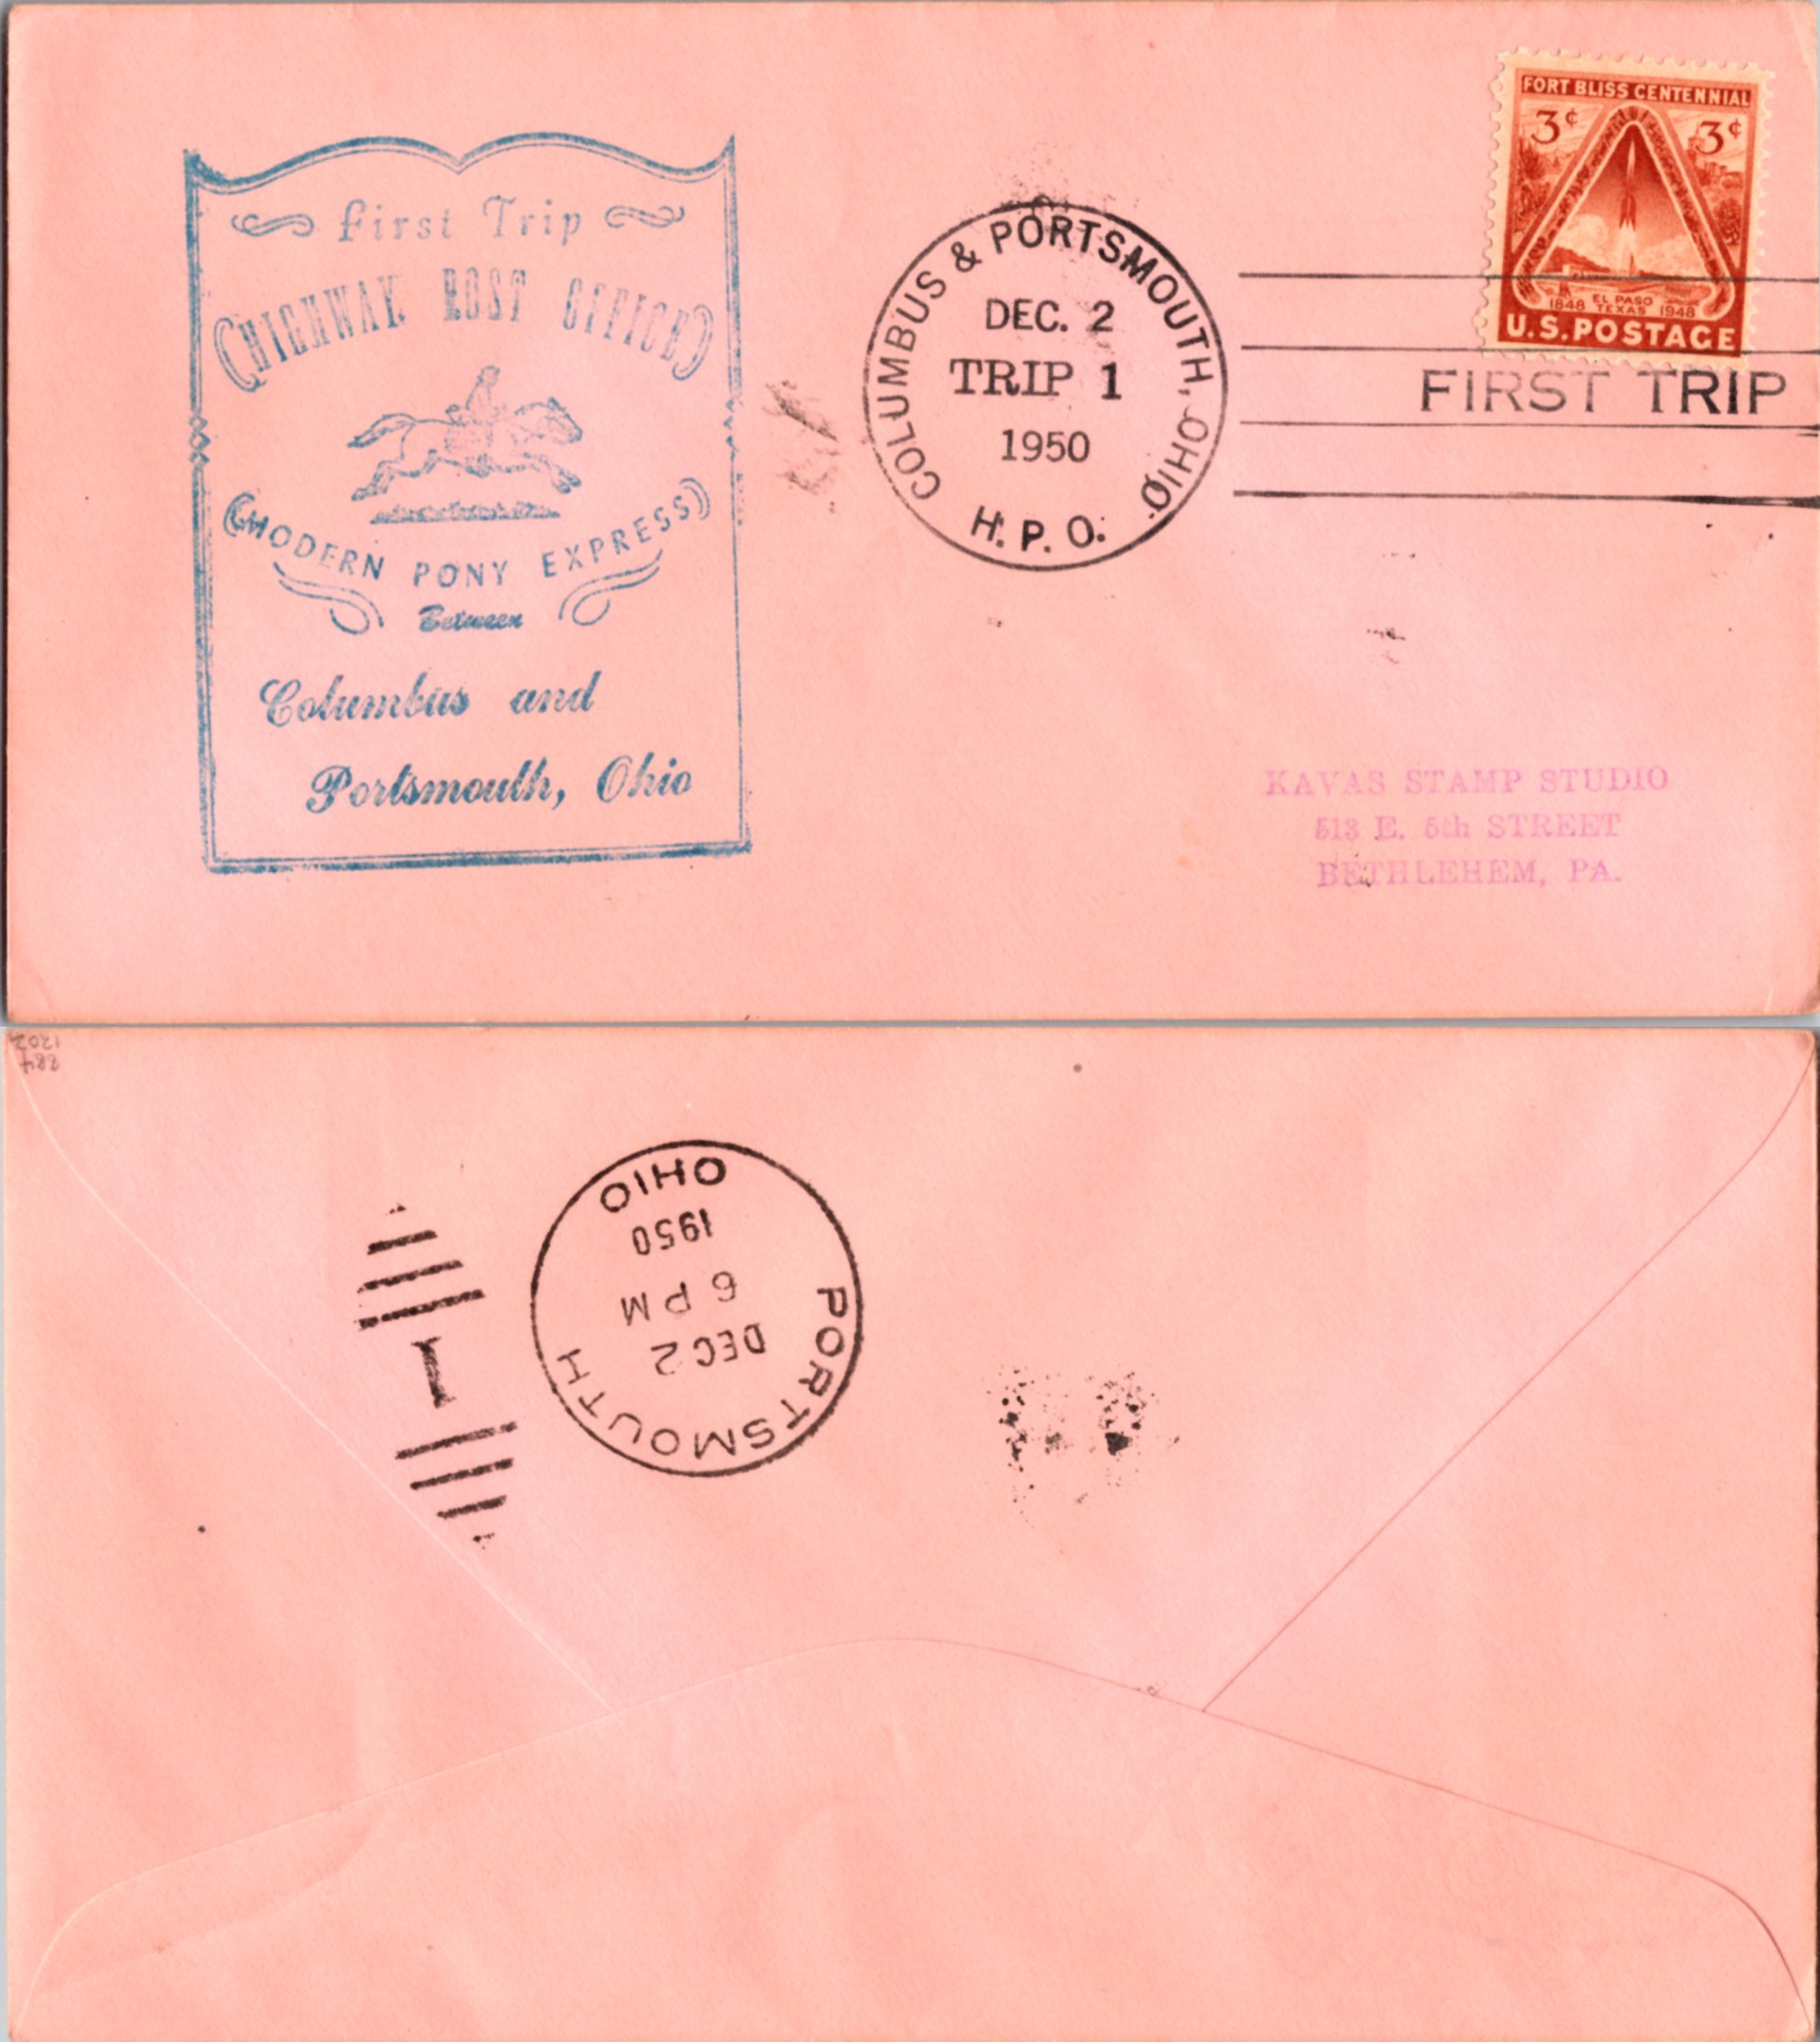 First Trip
HIGHWAY POST OFFICE
MODERN PONY EXPRESS
Between
Columbus and
Portsmouth, Ohio
COLUMBUS & PORTSMOUTH, OHIO.
DEC. 2
TRIP 1
1950
H. P. O.
FORT BLISS CENTENNIAL
3¢ 3¢
1848 EL PASO TEXAS 1948
U.S. POSTAGE
FIRST TRIP
KAVAS STAMP STUDIO
513 E. 5th STREET
BETHLEHEM, PA.
1202
884
PORTSMOUTH
DEC 2
6 PM
1950
OHIO
1